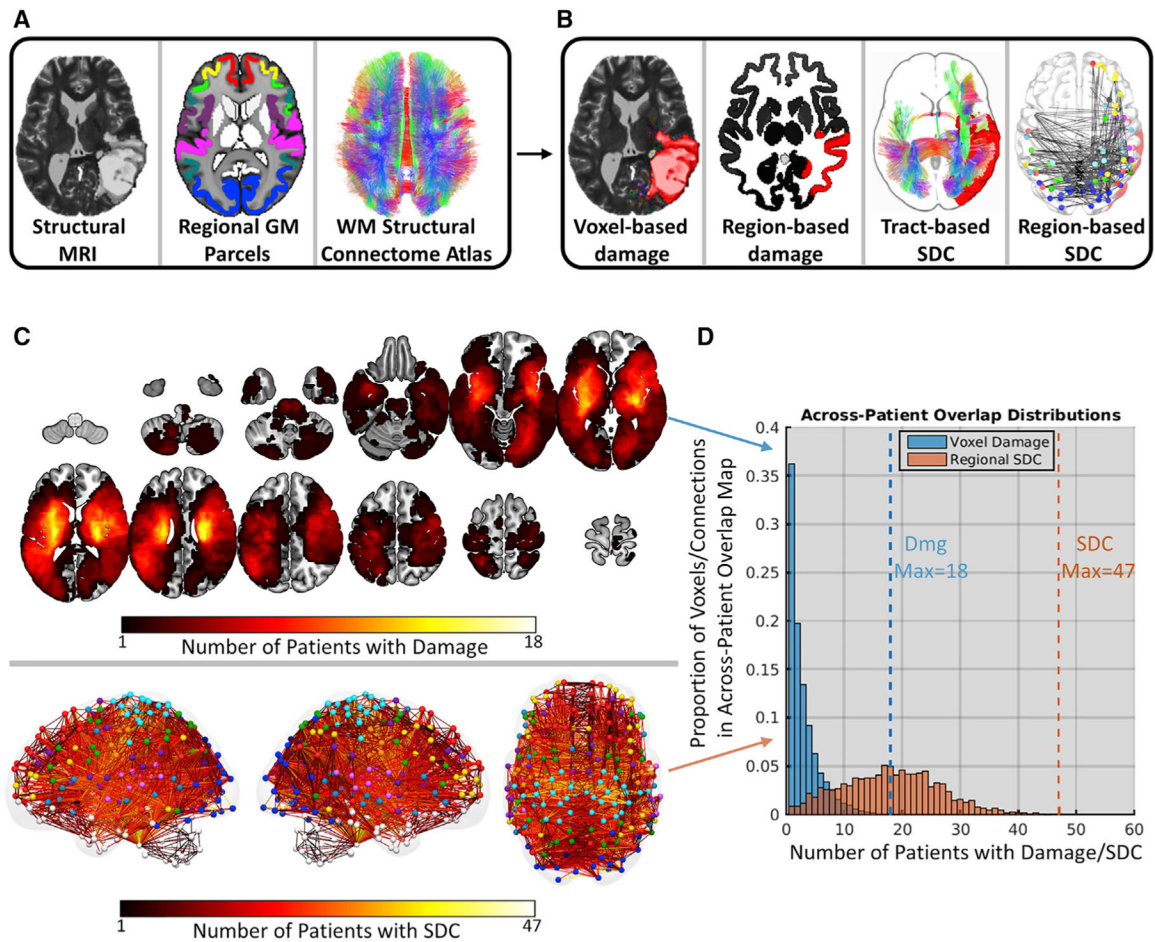 A
B
Structural
MRI
Regional GM
Parcels
WM Structural
Connectome Atlas
Voxel-based
damage
Region-based
damage
Tract-based
SDC
Region-based
SDC
C
D
1
18
Number of Patients with Damage
1
47
Number of Patients with SDC
Across-Patient Overlap Distributions
Voxel Damage
Regional SDC
Dmg
Max=18
SDC
Max=47
Proportion of Voxels/Connections
in Across-Patient Overlap Map
0.4
0.35
0.3
0.25
0.2
0.15
0.1
0.05
0
0 10 20 30 40 50 60
Number of Patients with Damage/SDC